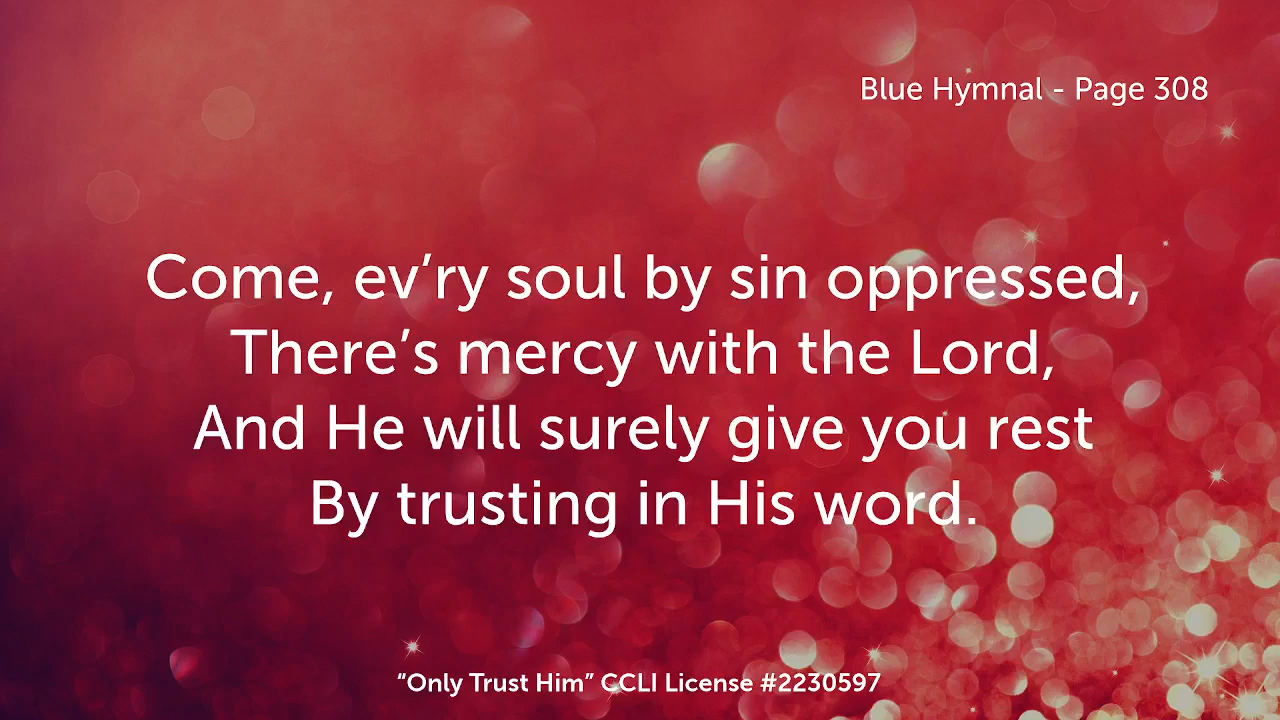 Blue Hymnal - Page 308
Come, ev’ry soul by sin oppressed,
There’s mercy with the Lord,
And He will surely give you rest
By trusting in His word.
“Only Trust Him” CCLI License #2230597